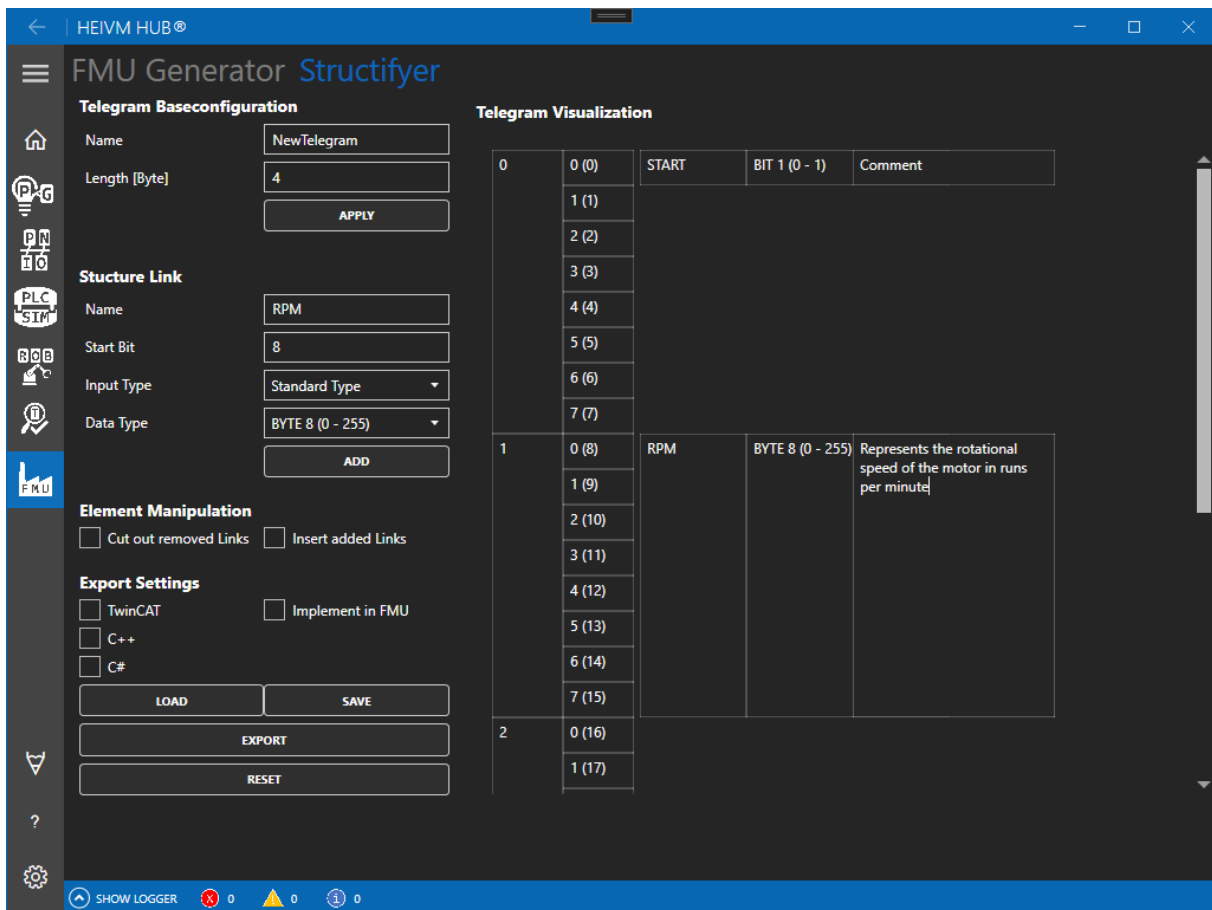 HEIVM HUB®
FMU Generator Structifyer
Telegram Baseconfiguration
Name
NewTelegram
Length [Byte]
4
APPLY
Stucture Link
Name
RPM
Start Bit
8
Input Type
Standard Type
Data Type
BYTE 8 (0 - 255)
ADD
Element Manipulation
Cut out removed Links
Insert added Links
Export Settings
TwinCAT
Implement in FMU
C++
C#
LOAD
SAVE
EXPORT
RESET
Telegram Visualization
0
0 (0)
START
BIT 1 (0 - 1)
Comment
1 (1)
2 (2)
3 (3)
4 (4)
5 (5)
6 (6)
7 (7)
1
0 (8)
RPM
BYTE 8 (0 - 255)
Represents the rotational
speed of the motor in runs
per minute
1 (9)
2 (10)
3 (11)
4 (12)
5 (13)
6 (14)
7 (15)
2
0 (16)
1 (17)
P G
P N
I O
PLC
SIM
R O B
T
FMU
?
SHOW LOGGER
X 0
! 0
i 0